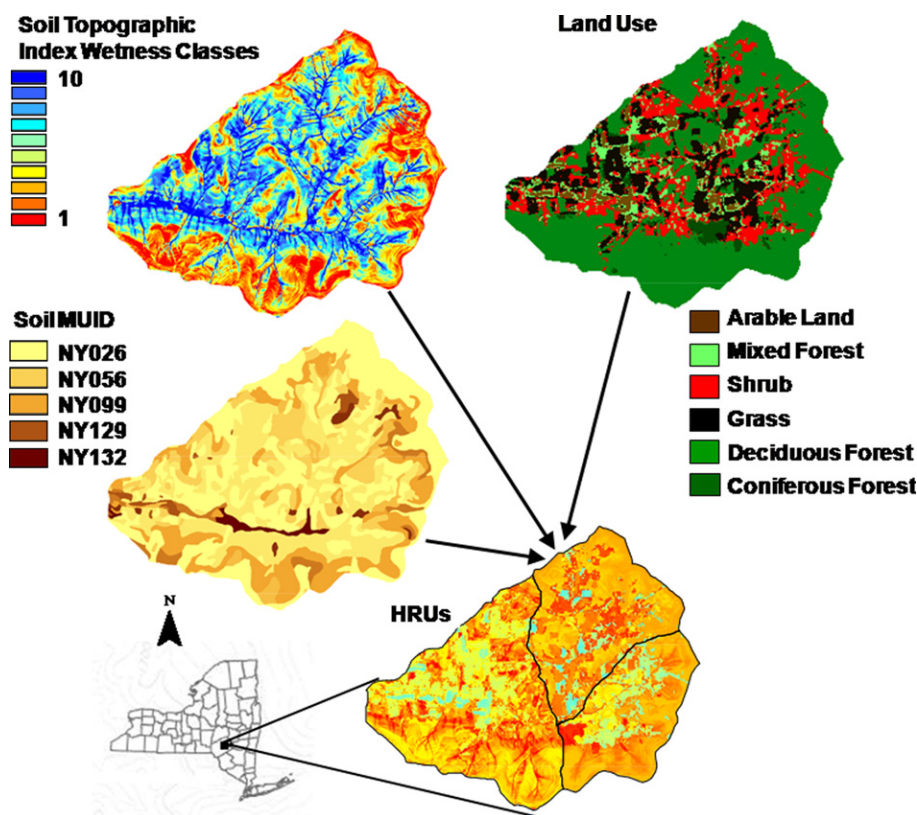 Soil Topographic
Index Wetness Classes
10
1
Land Use
Soil MUID
NY026
NY056
NY099
NY129
NY132
Arable Land
Mixed Forest
Shrub
Grass
Deciduous Forest
Coniferous Forest
N
HRUs